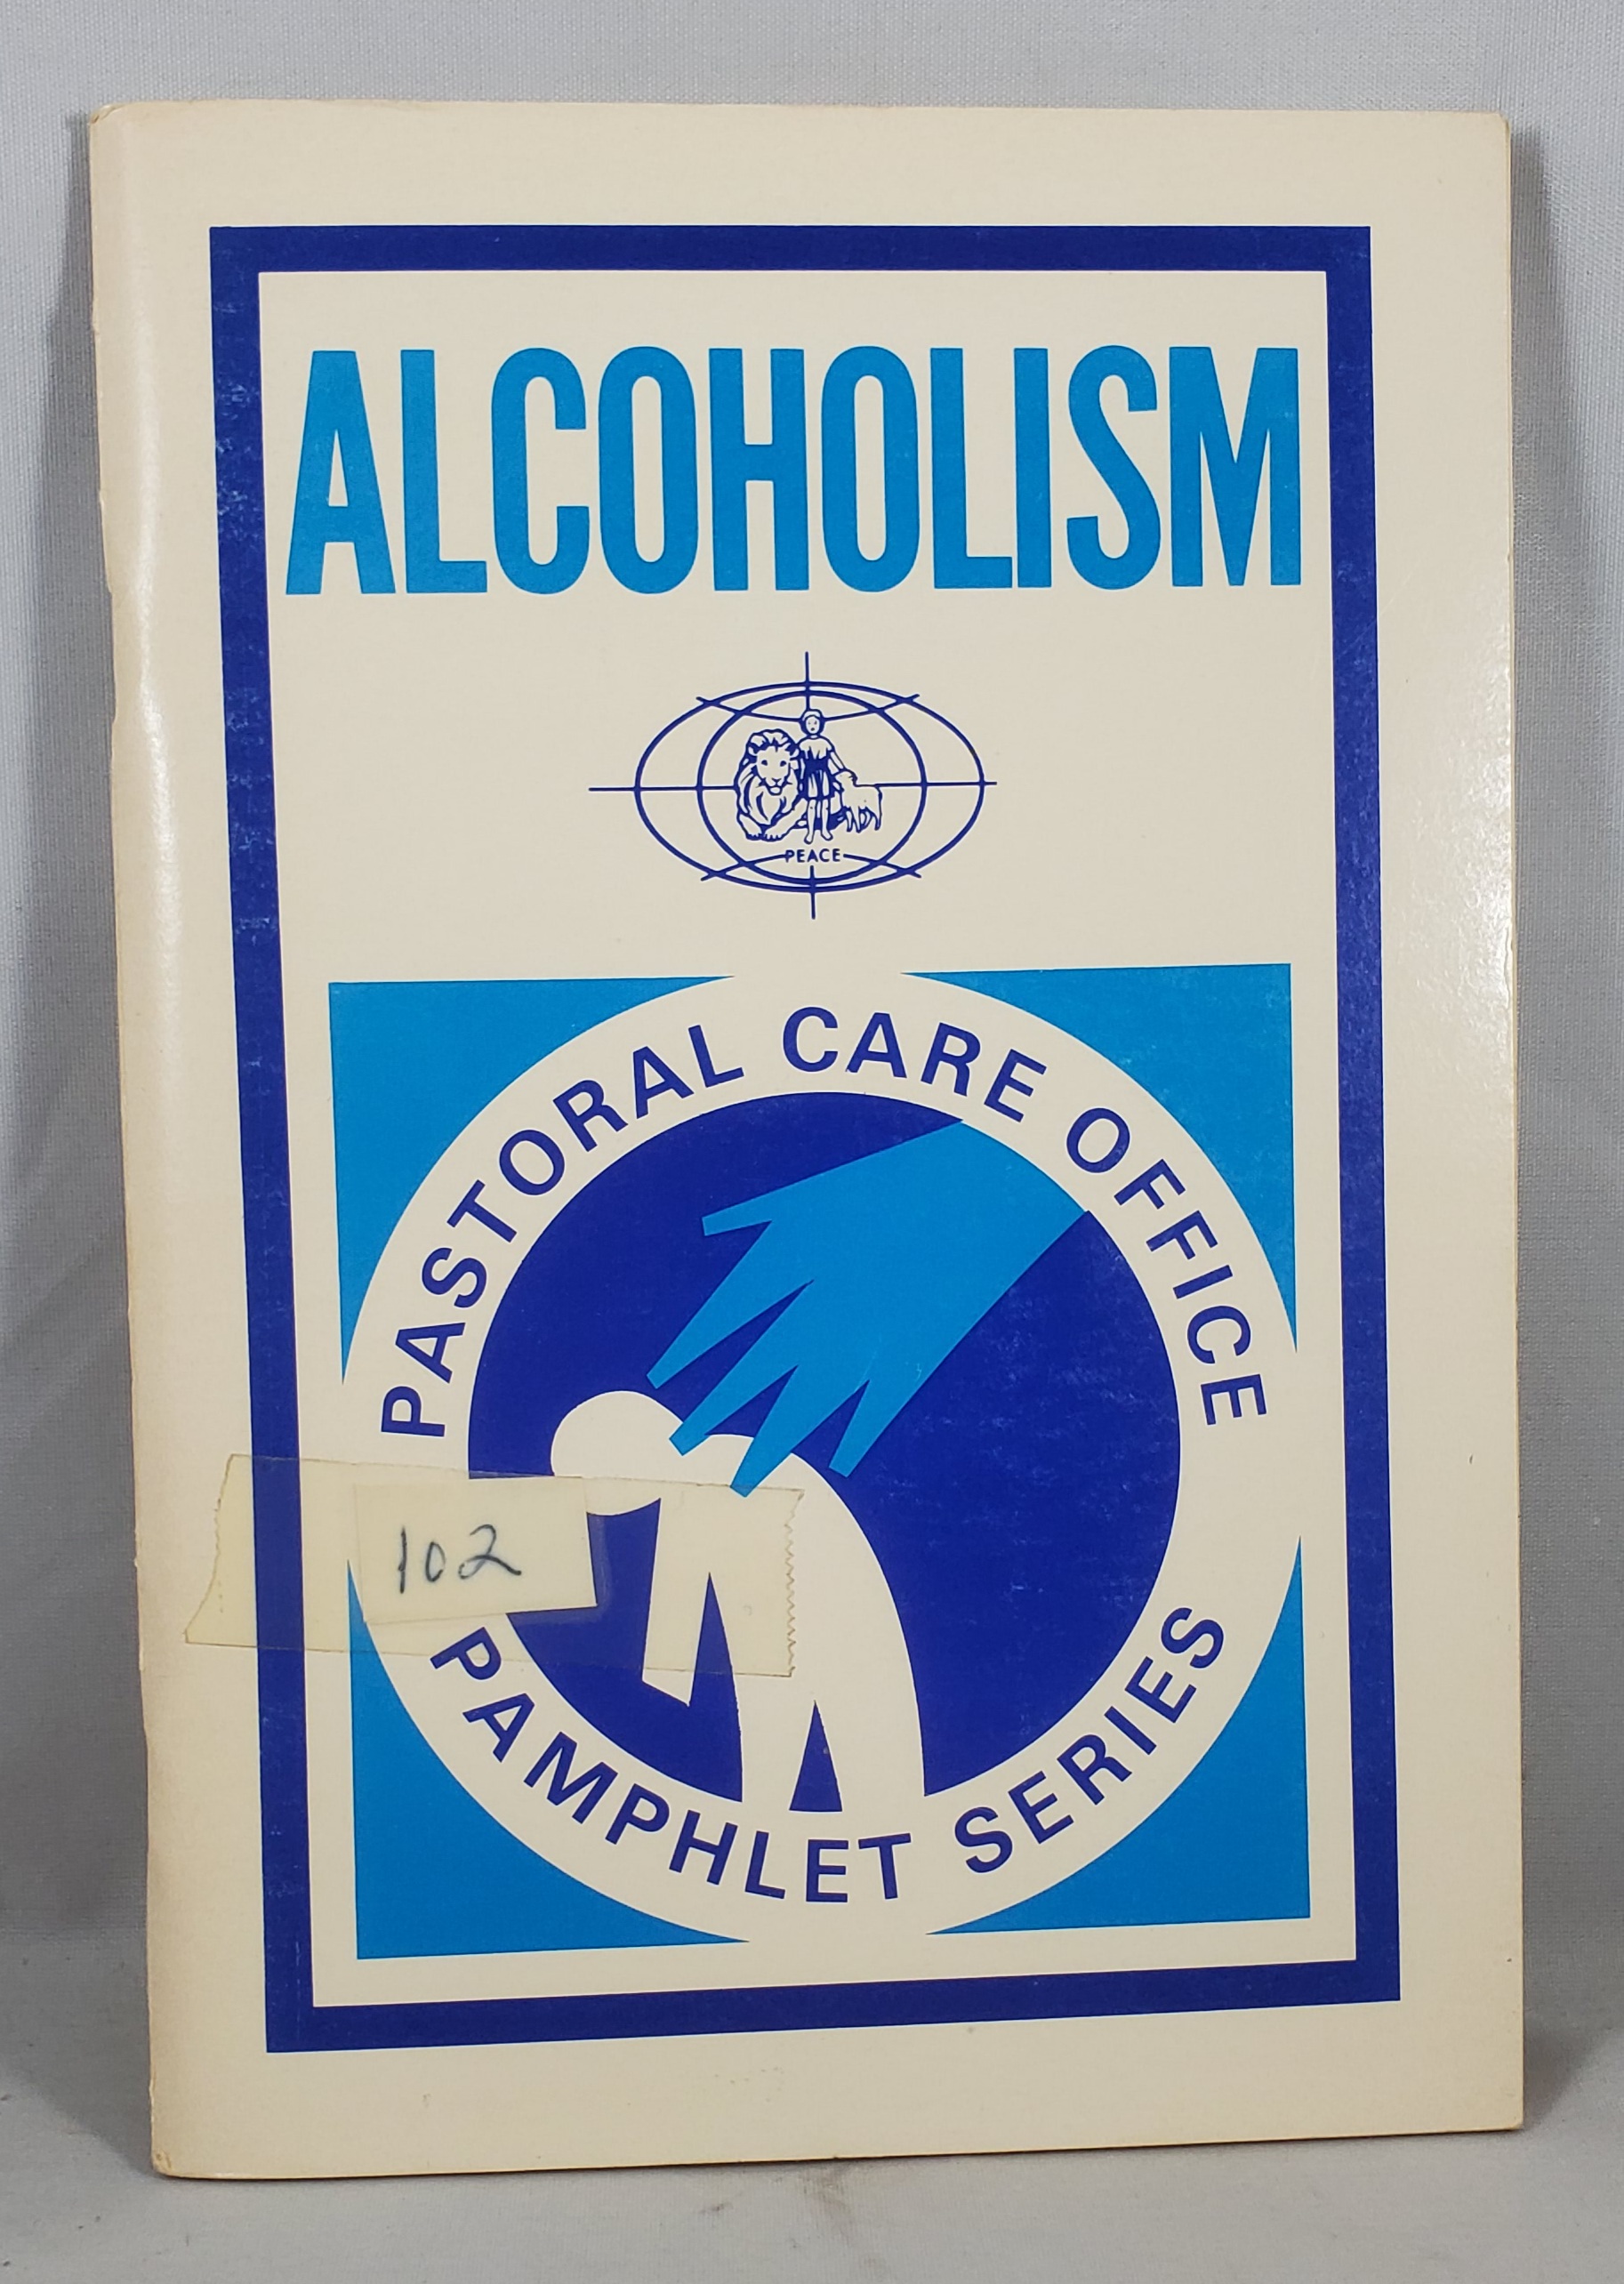 ALCOHOLISM
PEACE
PASTORAL CARE OFFICE
102
PAMPHLET SERIES